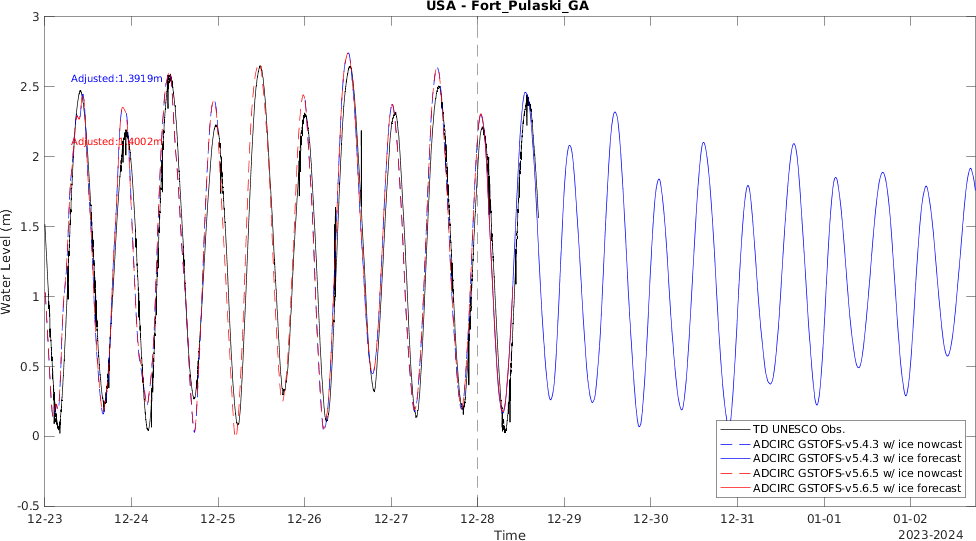 USA - Fort_Pulaski_GA
3
2.5
2
1.5
1
0.5
0
-0.5
Water Level (m)
Adjusted:1.3919m
Adjusted:1.4002m
TD UNESCO Obs.
ADCIRC GSTOFS-v5.4.3 w/ ice nowcast
ADCIRC GSTOFS-v5.4.3 w/ ice forecast
ADCIRC GSTOFS-v5.6.5 w/ ice nowcast
ADCIRC GSTOFS-v5.6.5 w/ ice forecast
12-23 12-24 12-25 12-26 12-27 12-28 12-29 12-30 12-31 01-01 01-02
Time
2023-2024